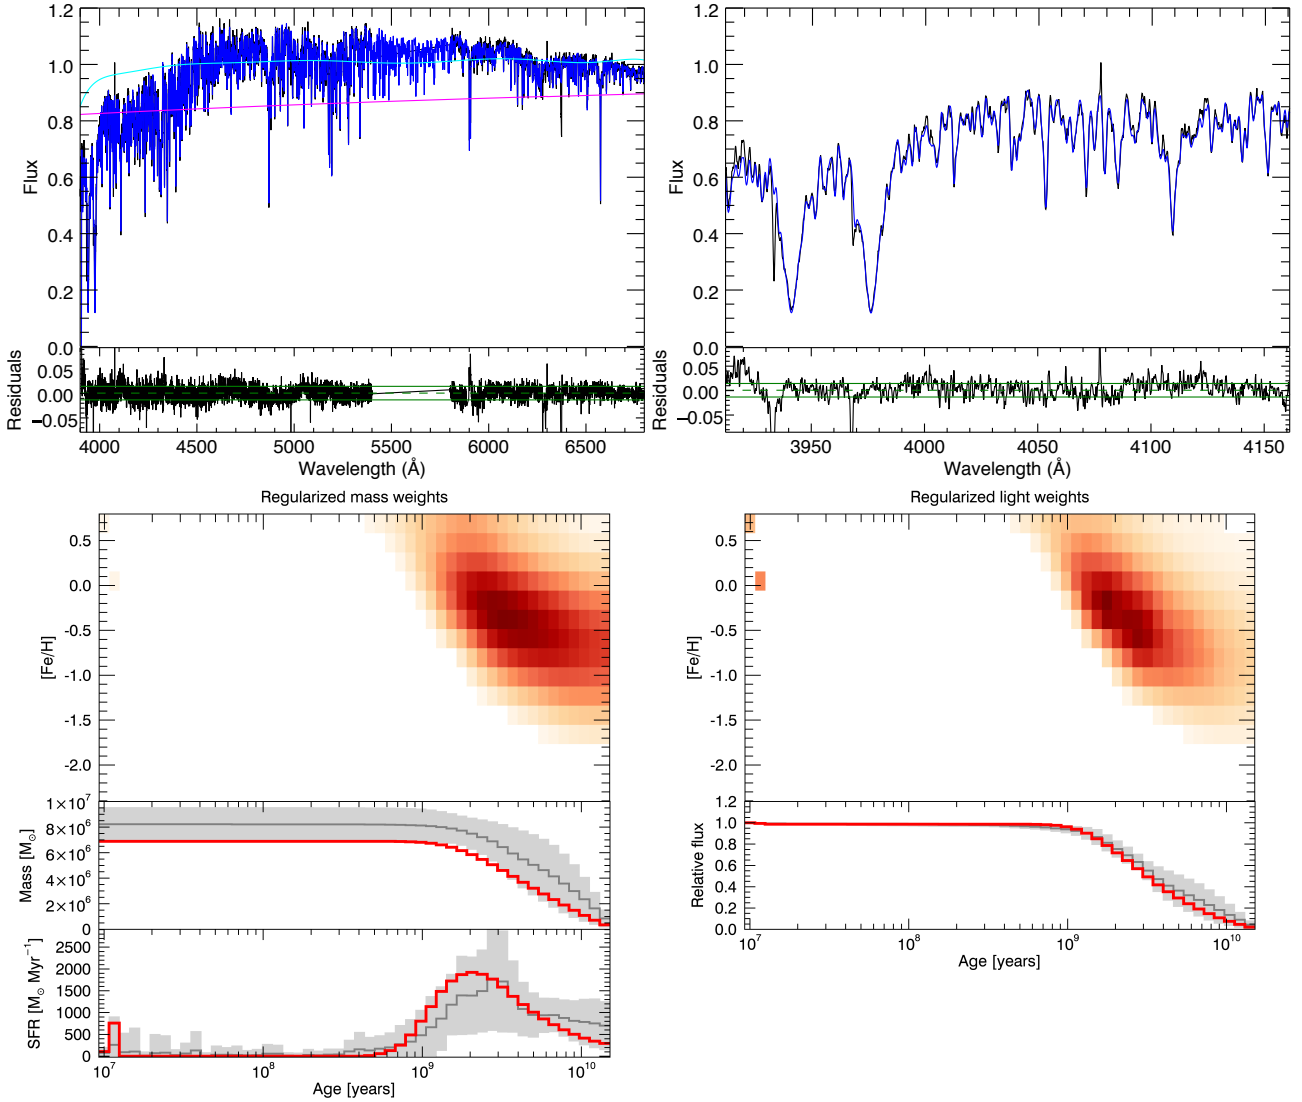 1.2
1.0
0.8
0.6
0.4
0.2
0.0
Flux
0.05
0.00
−0.05
Residuals
4000 4500 5000 5500 6000 6500
Wavelength (Å)
1.2
1.0
0.8
0.6
0.4
0.2
0.0
Flux
0.05
0.00
−0.05
Residuals
3950 4000 4050 4100 4150
Wavelength (Å)
Regularized mass weights
0.5
0.0
-0.5
-1.0
-1.5
-2.0
[Fe/H]
1×10⁷
8×10⁶
6×10⁶
4×10⁶
2×10⁶
0
Mass [M☉]
2500
2000
1500
1000
500
0
SFR [M☉ Myr⁻¹]
10⁷ 10⁸ 10⁹ 10¹⁰
Age [years]
Regularized light weights
0.5
0.0
-0.5
-1.0
-1.5
-2.0
[Fe/H]
1.2
1.0
0.8
0.6
0.4
0.2
0.0
Relative flux
10⁷ 10⁸ 10⁹ 10¹⁰
Age [years]